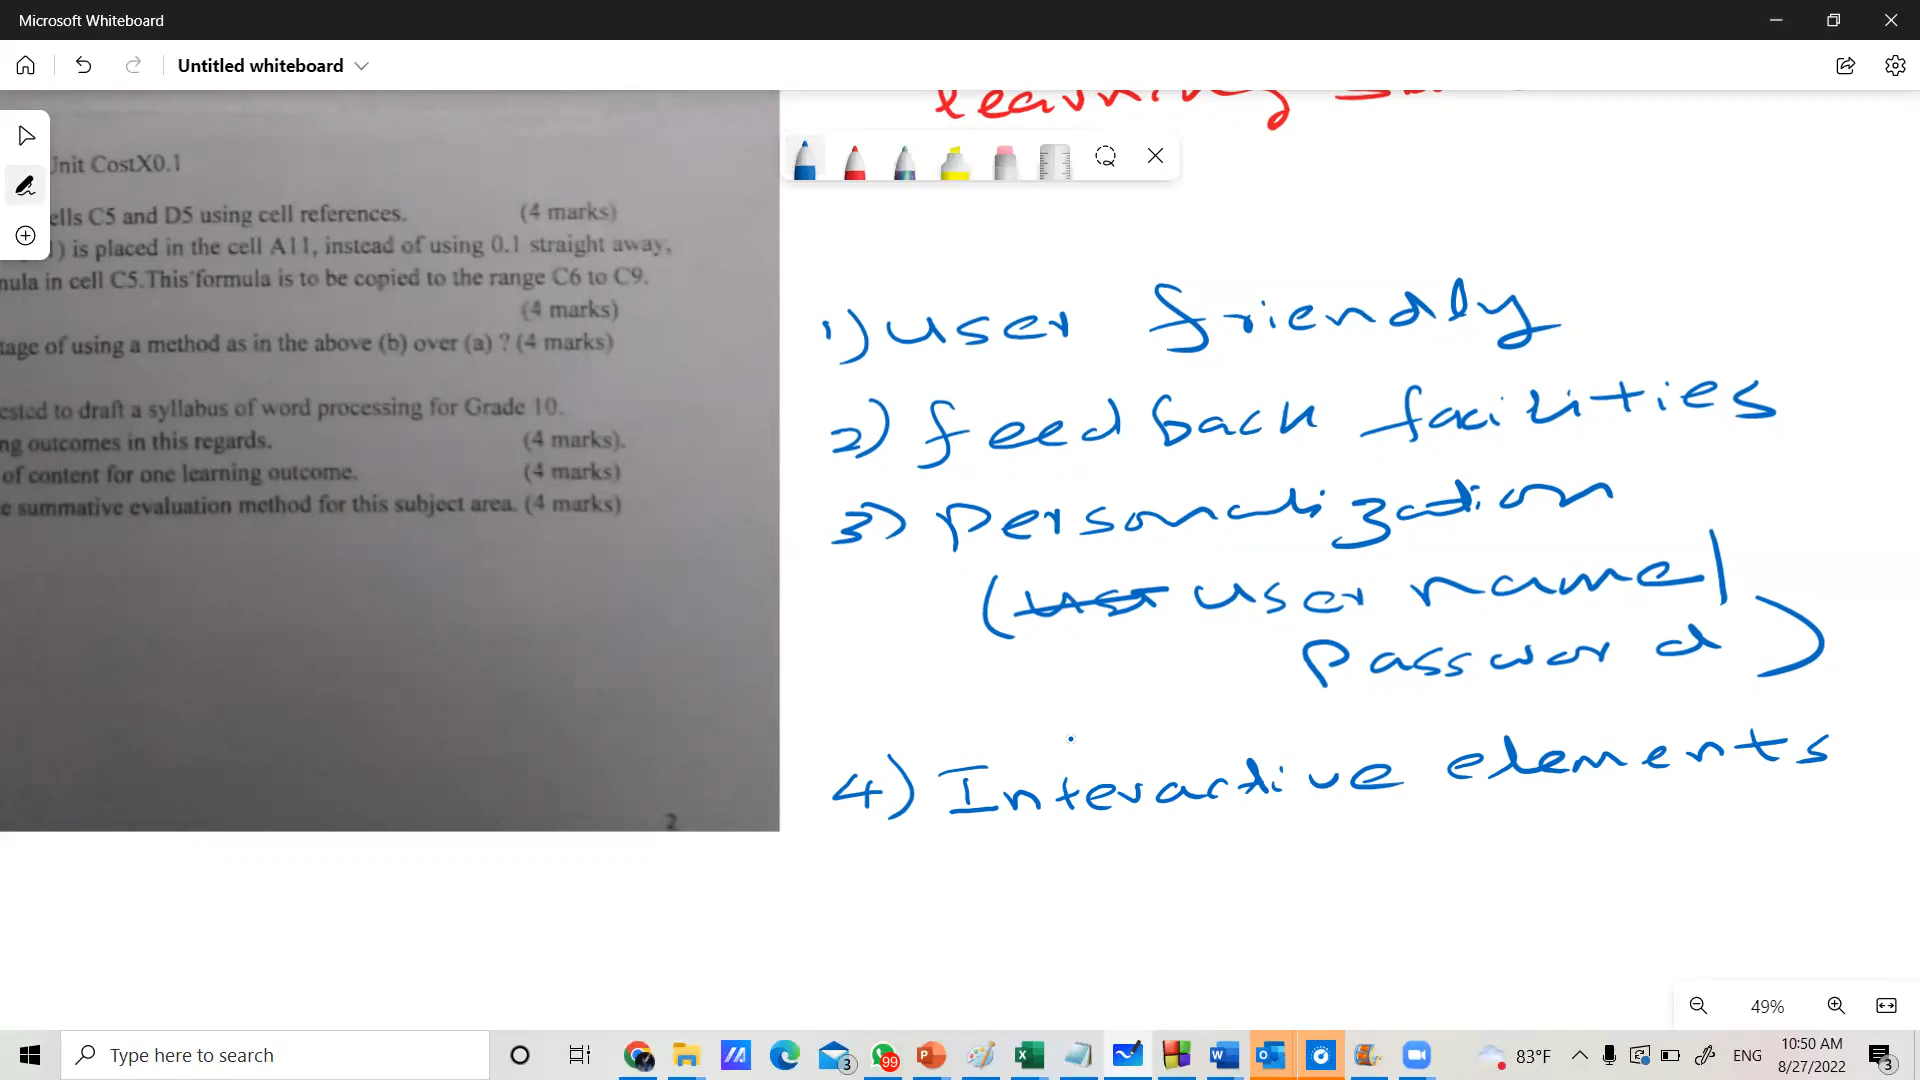 Microsoft Whiteboard
Untitled whiteboard
learning
Unit CostX0.1
ells C5 and D5 using cell references. (4 marks)
) is placed in the cell A11, instead of using 0.1 straight away,
mula in cell C5.This formula is to be copied to the range C6 to C9.
(4 marks)
tage of using a method as in the above (b) over (a) ? (4 marks)
ested to draft a syllabus of word processing for Grade 10.
ng outcomes in this regards. (4 marks).
of content for one learning outcome. (4 marks)
e summative evaluation method for this subject area. (4 marks)
2
1) user friendly
2) feed back facilities
3) personalization
(user name/
password)
4) Interactive elements
49%
Type here to search
3
99
83°F
ENG
10:50 AM
8/27/2022
3